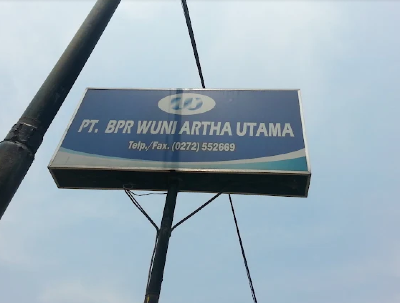 PT. BPR WUNI ARTHA UTAMA
Telp./Fax. (0272) 552669